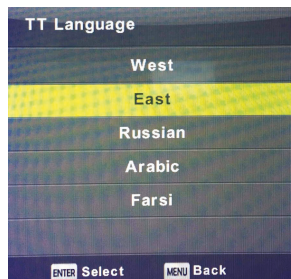 TT Language
West
East
Russian
Arabic
Farsi
ENTER Select MENU Back